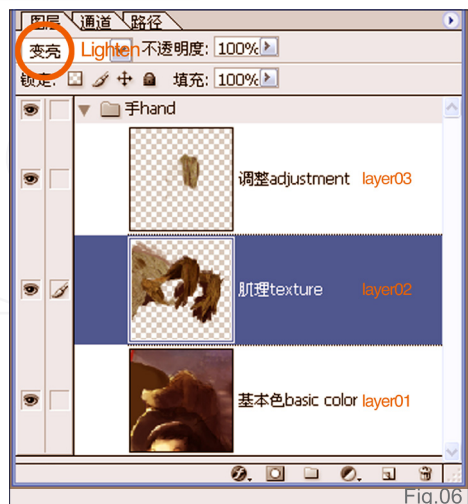 图层 通道 路径
变亮 Lighten 不透明度: 100%
锁定: 填充: 100%
手hand
调整adjustment layer03
肌理texture layer02
基本色basic color layer01
Fig.06